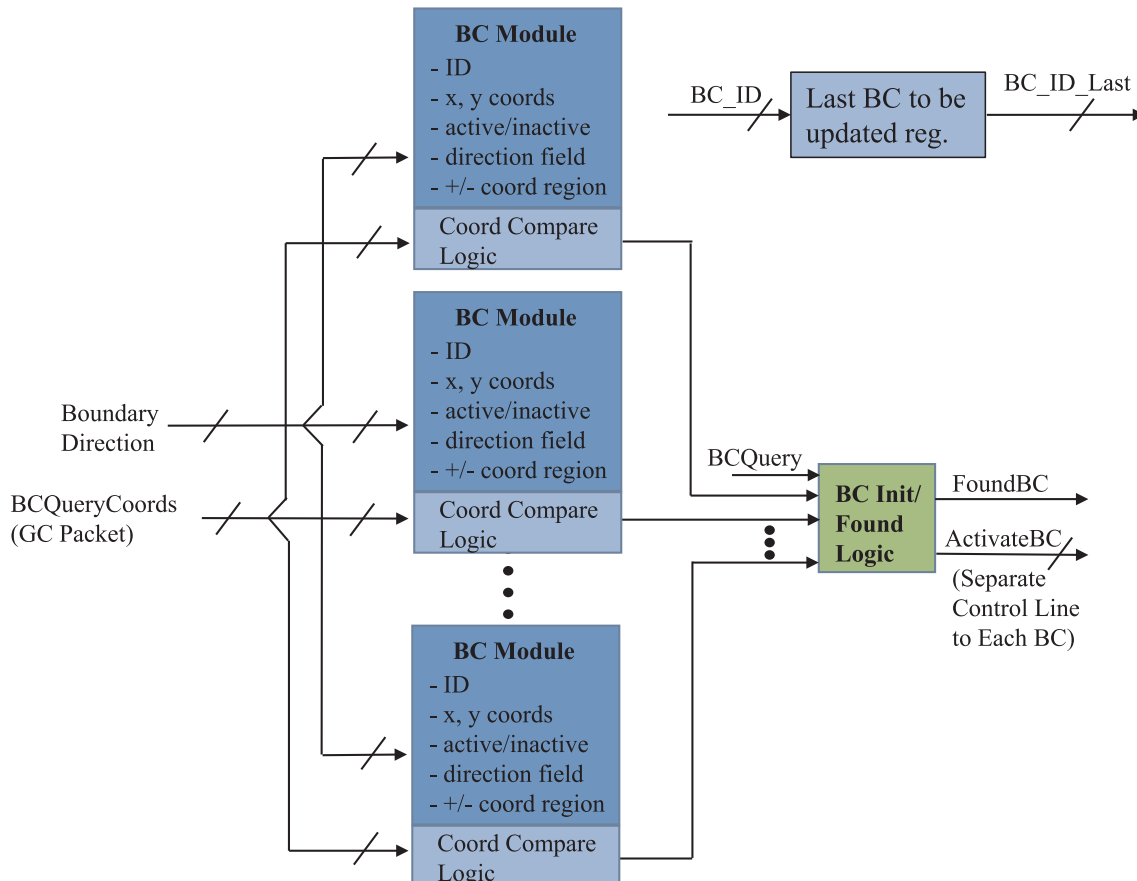 BC Module
- ID
- x, y coords
- active/inactive
- direction field
- +/- coord region
Coord Compare
Logic
BC_ID
Last BC to be
updated reg.
BC_ID_Last
BC Module
- ID
- x, y coords
- active/inactive
- direction field
- +/- coord region
Coord Compare
Logic
Boundary
Direction
BCQueryCoords
(GC Packet)
BCQuery
BC Init/
Found
Logic
FoundBC
ActivateBC
(Separate
Control Line
to Each BC)
BC Module
- ID
- x, y coords
- active/inactive
- direction field
- +/- coord region
Coord Compare
Logic